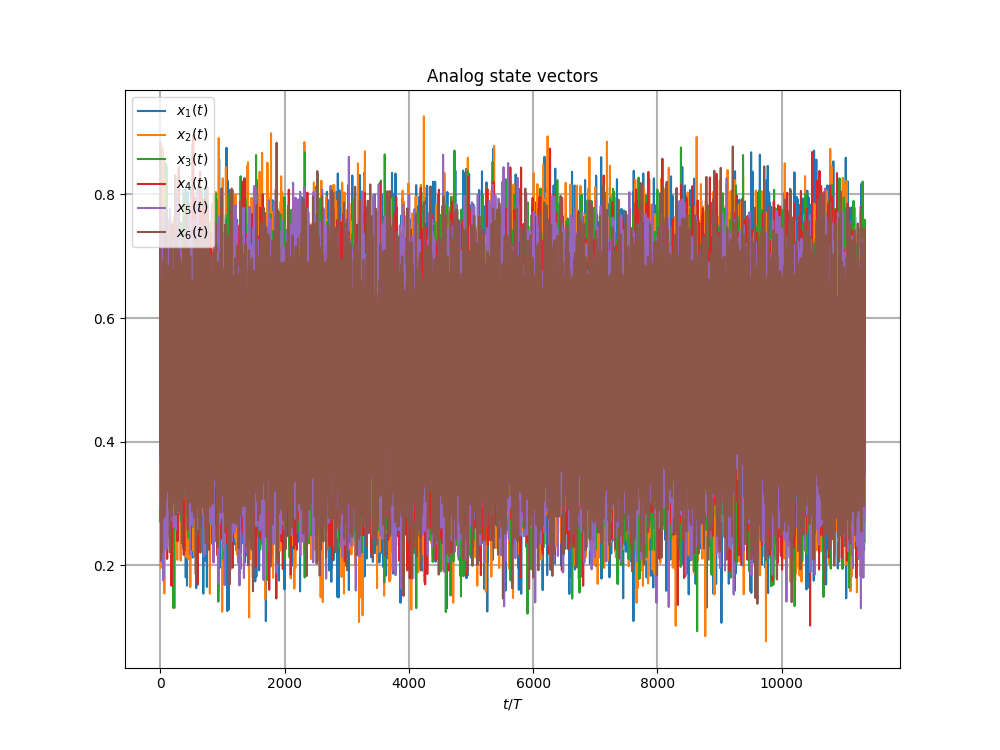 Analog state vectors
x₁(t)
x₂(t)
x₃(t)
x₄(t)
x₅(t)
x₆(t)
0.8
0.6
0.4
0.2
0 2000 4000 6000 8000 10000
t/T